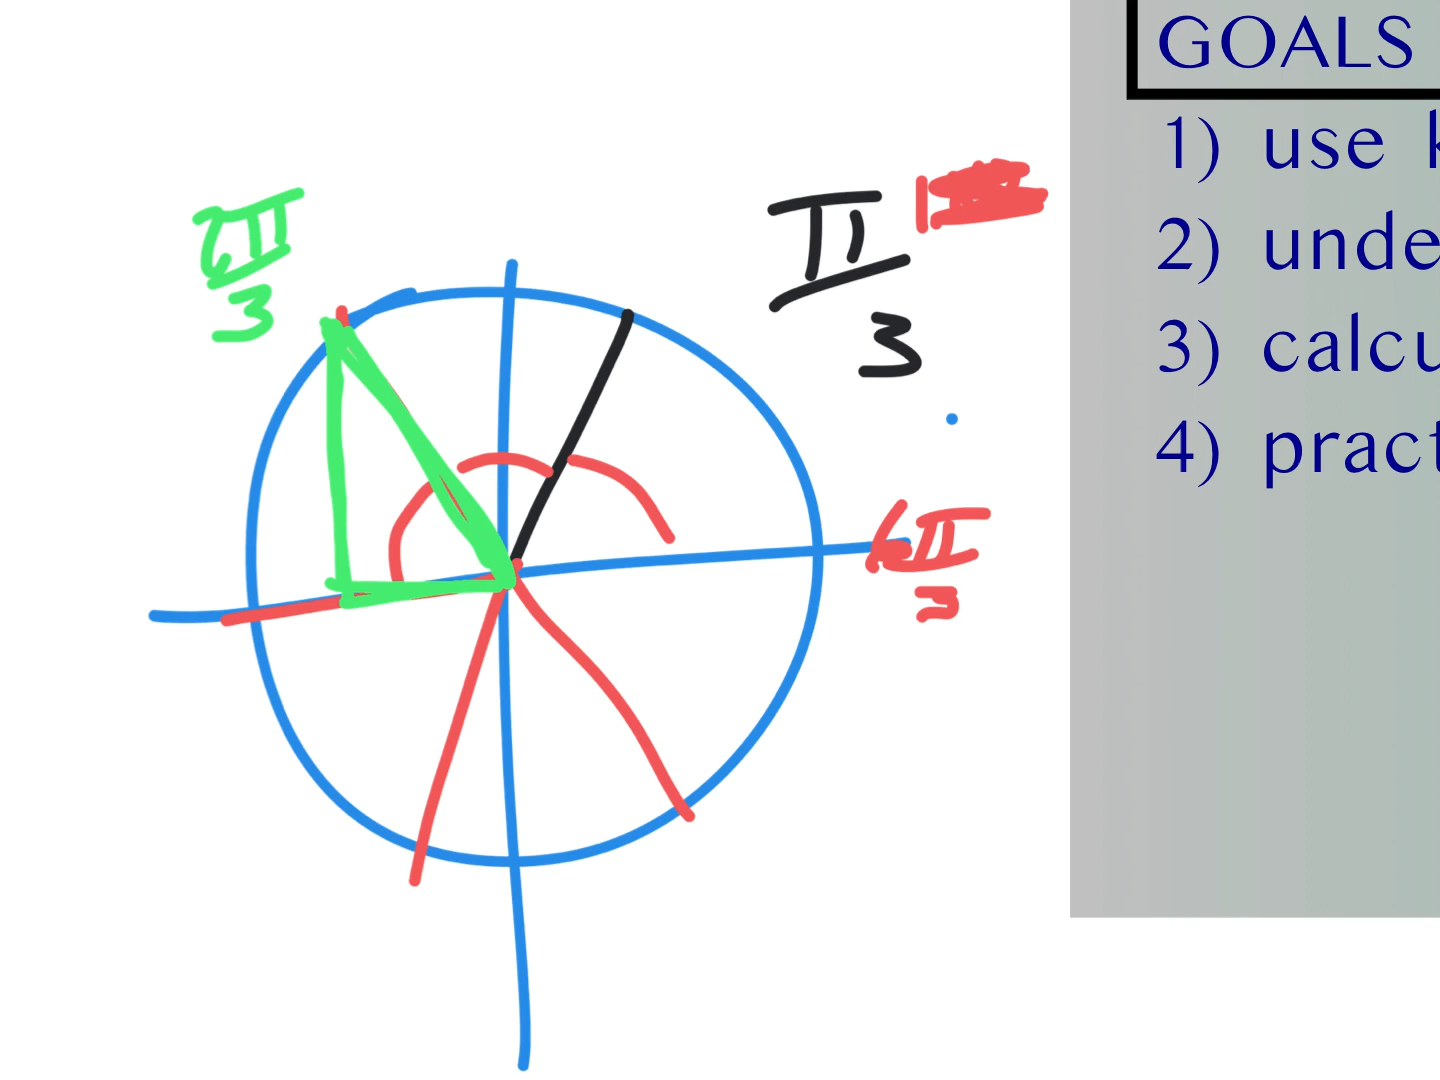 GOALS
1) use
2) unde
3) calcu
4) pract
2π
3
π
3
6π
3